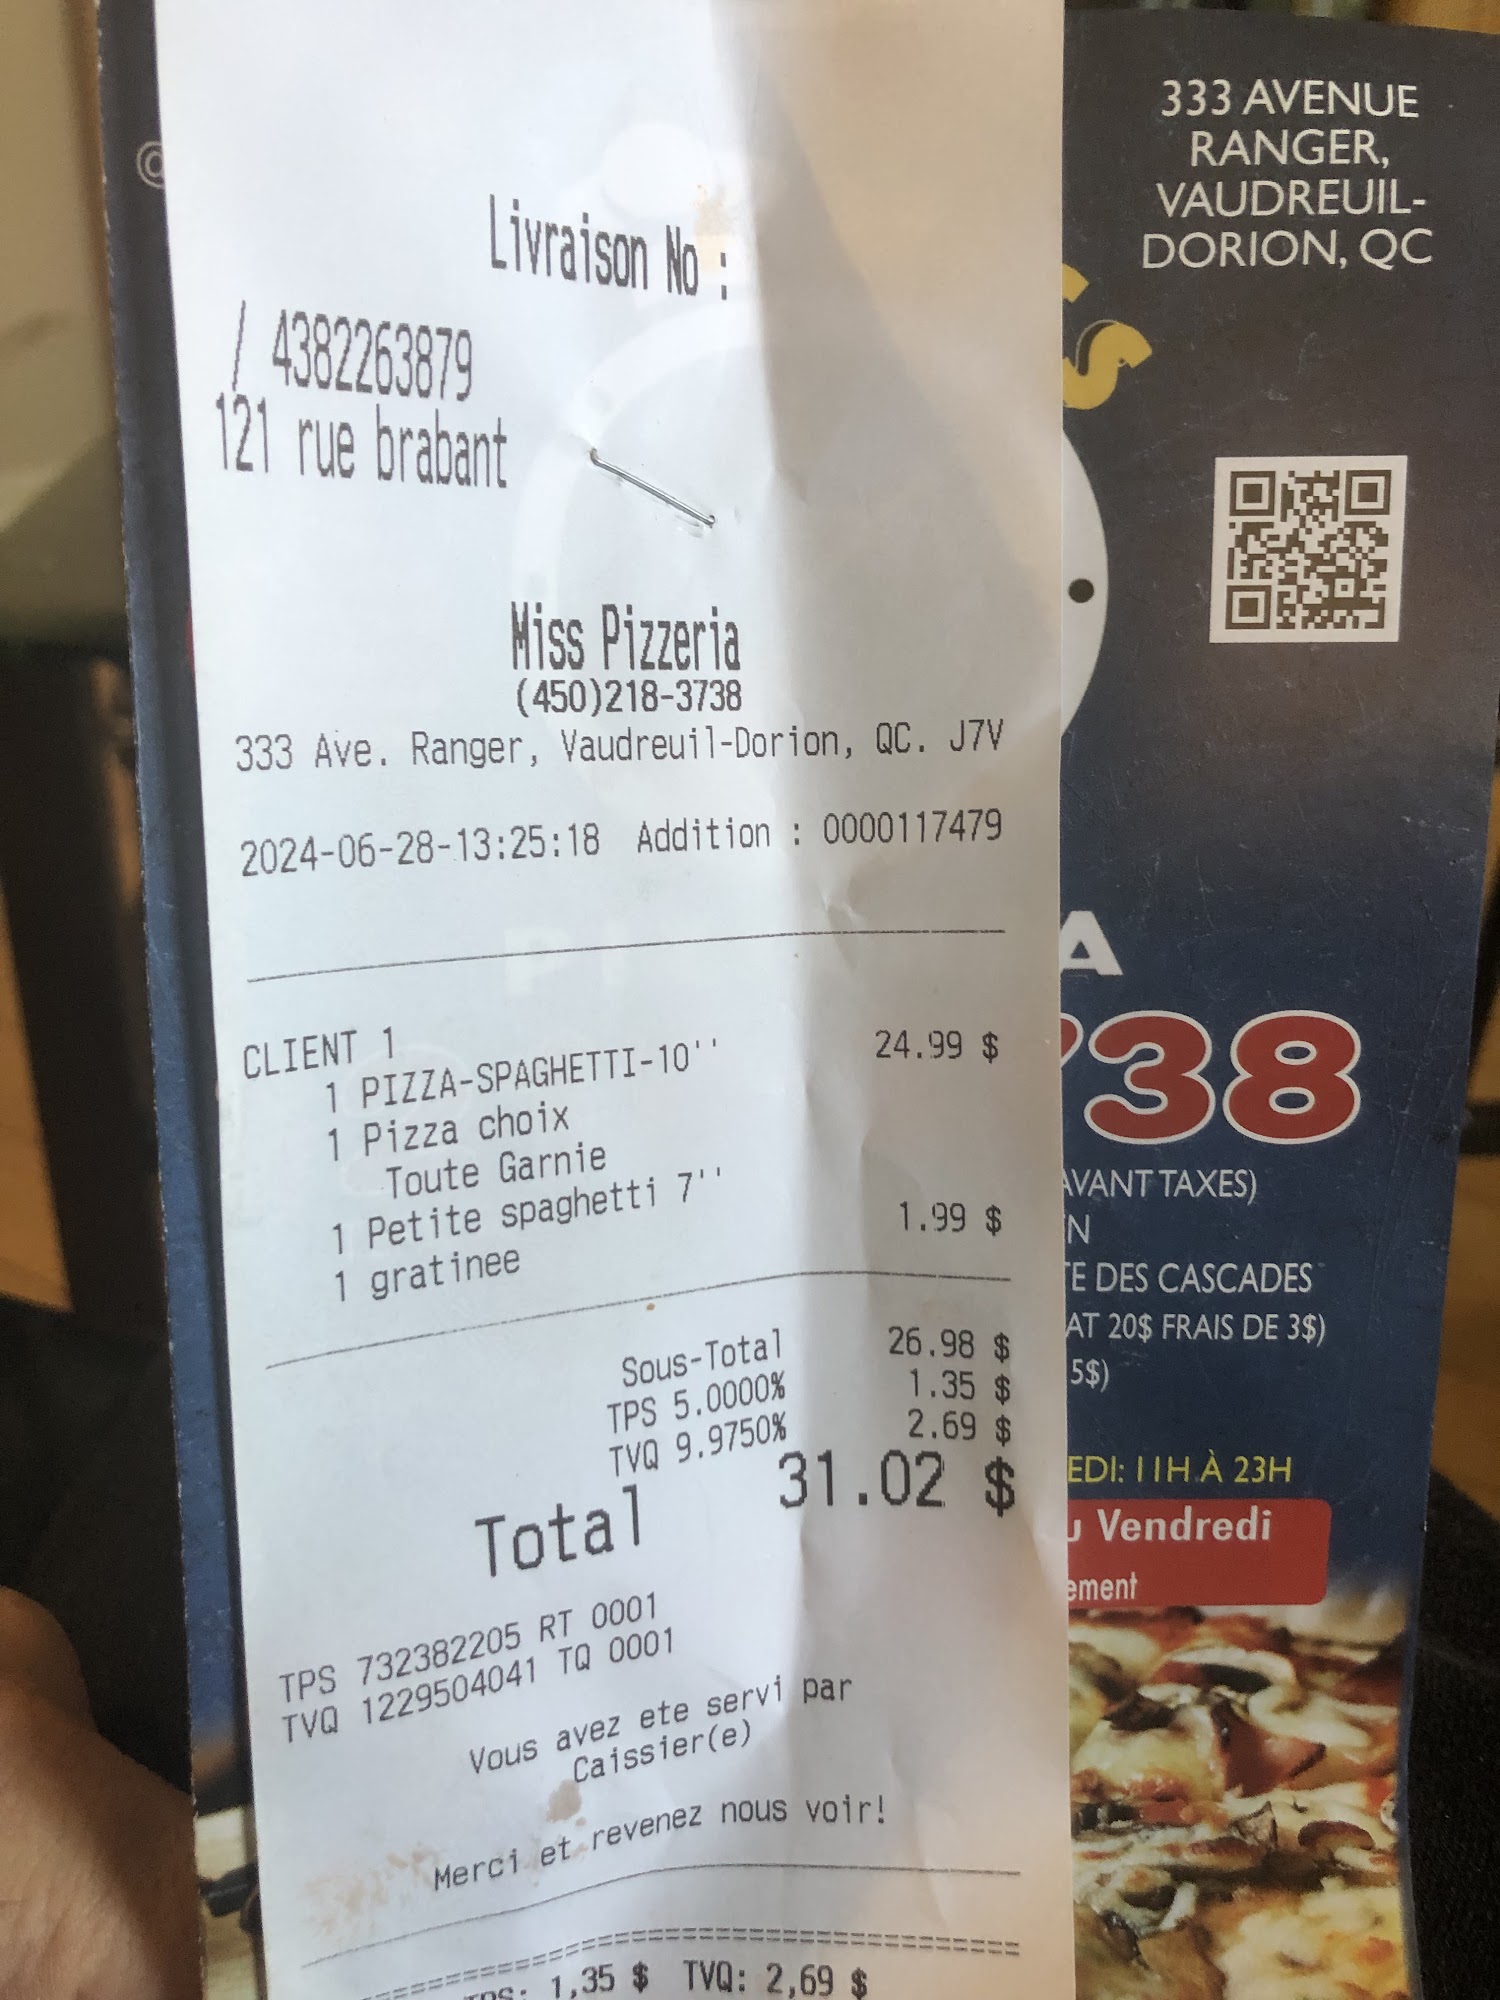 Livraison No :
/ 4382263879
121 rue brabant
Miss Pizzeria
(450)218-3738
333 Ave. Ranger, Vaudreuil-Dorion, QC. J7V
2024-06-28-13:25:18 Addition : 0000117479
CLIENT 1
1 PIZZA-SPAGHETTI-10'' 24.99 $
1 Pizza choix
Toute Garnie
1 Petite spaghetti 7''
1 gratinee 1.99 $
Sous-Total 26.98 $
TPS 5.0000% 1.35 $
TVQ 9.9750% 2.69 $
Total 31.02 $
TPS 732382205 RT 0001
TVQ 1229504041 TQ 0001
Vous avez ete servi par
Caissier(e)
Merci et revenez nous voir!
TPS: 1,35 $ TVQ: 2,69 $
@
333 AVENUE
RANGER,
VAUDREUIL-
DORION, QC
S
A
38
AVANT TAXES)
N
E DES CASCADES
AT 20$ FRAIS DE 3$)
5$)
EDI: 11H À 23H
u Vendredi
ement